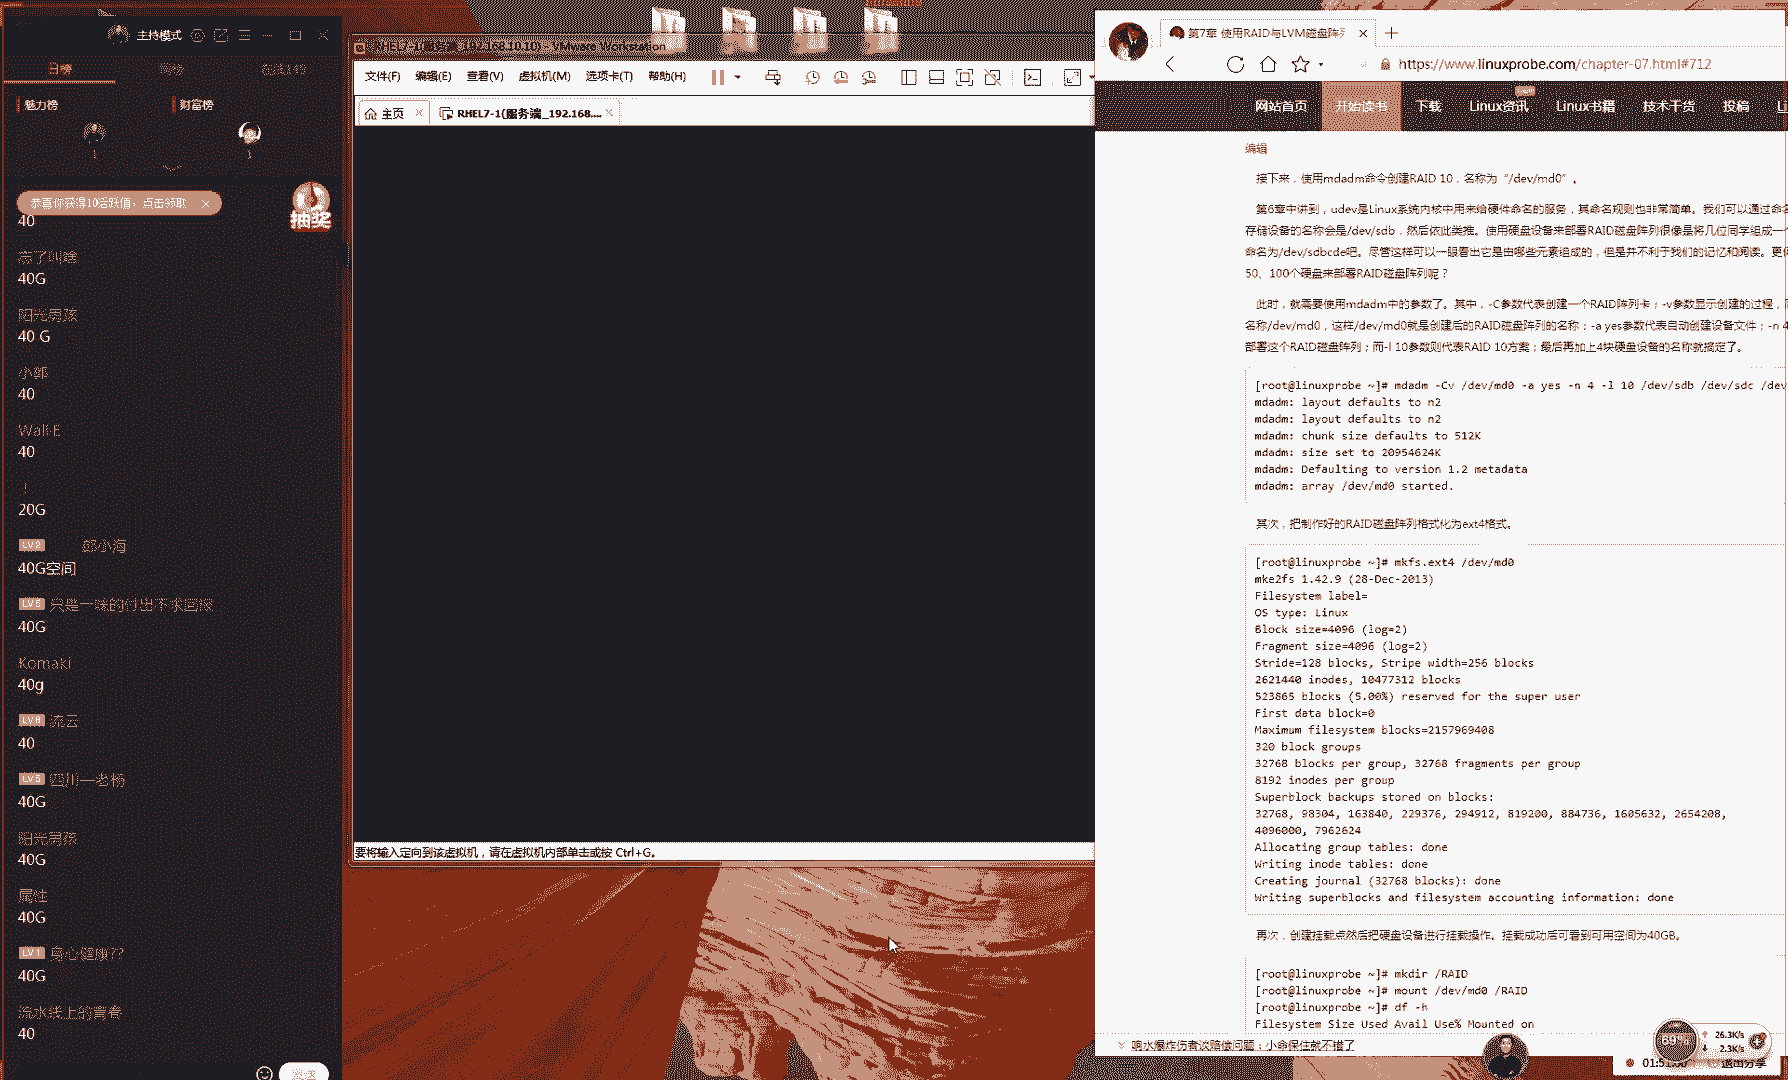 主持模式
日榜
周榜
在线149
魅力榜
财富榜
1
1
恭喜你获得10活跃值，点击领取
抽奖
40
忘了叫啥
40G
阳光男孩
40 G
小郭
40
Wall-E
40
20G
LV2
邱小海
40G空间
LV6 只是一味的付出不求回报
40G
Komaki
40g
LV8 流云
40
LV5 四川—老杨
40G
阳光男孩
40G
属性
40G
LV1 身心健康??
40G
流水线上的青春
40
发送
RHEL7-1(服务端_192.168.10.10) - VMware Workstation
文件(F) 编辑(E) 查看(V) 虚拟机(M) 选项卡(T) 帮助(H)
主页
RHEL7-1(服务端_192.168....
要将输入定向到该虚拟机，请在虚拟机内部单击或按 Ctrl+G。
第7章 使用RAID与LVM磁盘阵列
https://www.linuxprobe.com/chapter-07.html#712
网站首页 开始读书 下载 Linux资讯 Linux书籍 技术干货 投稿 Li
编辑
接下来，使用mdadm命令创建RAID 10，名称为“/dev/md0”。
第6章中讲到，udev是Linux系统内核中用来给硬件命名的服务，其命名规则也非常简单。我们可以通过命名
存储设备的名称会是/dev/sdb，然后依此类推。使用硬盘设备来部署RAID磁盘阵列很像是将几位同学组成一个
命名为/dev/sdbcde吧。尽管这样可以一眼看出它是由哪些元素组成的，但是并不利于我们的记忆和阅读。更何
50、100个硬盘来部署RAID磁盘阵列呢？
此时，就需要使用mdadm中的参数了。其中，-C参数代表创建一个RAID阵列卡；-v参数显示创建的过程，同
名称/dev/md0，这样/dev/md0就是创建后的RAID磁盘阵列的名称；-a yes参数代表自动创建设备文件；-n 4
部署这个RAID磁盘阵列；而-l 10参数则代表RAID 10方案；最后再加上4块硬盘设备的名称就搞定了。
[root@linuxprobe ~]# mdadm -Cv /dev/md0 -a yes -n 4 -l 10 /dev/sdb /dev/sdc /dev
mdadm: layout defaults to n2
mdadm: layout defaults to n2
mdadm: chunk size defaults to 512K
mdadm: size set to 20954624K
mdadm: Defaulting to version 1.2 metadata
mdadm: array /dev/md0 started.
其次，把制作好的RAID磁盘阵列格式化为ext4格式。
[root@linuxprobe ~]# mkfs.ext4 /dev/md0
mke2fs 1.42.9 (28-Dec-2013)
Filesystem label=
OS type: Linux
Block size=4096 (log=2)
Fragment size=4096 (log=2)
Stride=128 blocks, Stripe width=256 blocks
2621440 inodes, 10477312 blocks
523865 blocks (5.00%) reserved for the super user
First data block=0
Maximum filesystem blocks=2157969408
320 block groups
32768 blocks per group, 32768 fragments per group
8192 inodes per group
Superblock backups stored on blocks:
32768, 98304, 163840, 229376, 294912, 819200, 884736, 1605632, 2654208,
4096000, 7962624
Allocating group tables: done
Writing inode tables: done
Creating journal (32768 blocks): done
Writing superblocks and filesystem accounting information: done
再次，创建挂载点然后把硬盘设备进行挂载操作。挂载成功后可看到可用空间为40GB。
[root@linuxprobe ~]# mkdir /RAID
[root@linuxprobe ~]# mount /dev/md0 /RAID
[root@linuxprobe ~]# df -h
Filesystem Size Used Avail Use% Mounted on
响水爆炸伤者谈赔偿问题：小命保住就不错了
69%
26.3K/s
2.3K/s
退出分享